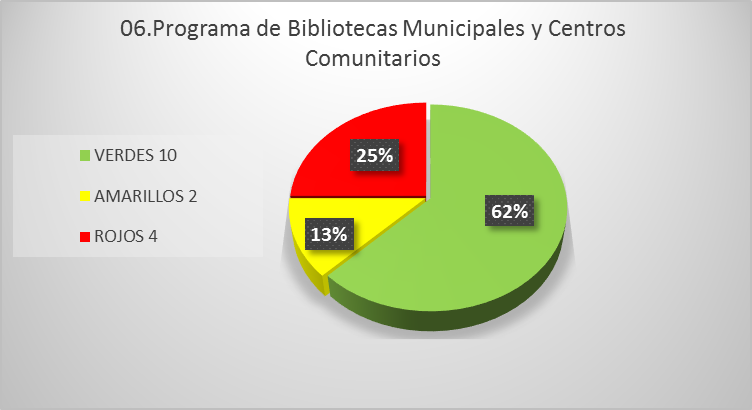 06.Programa de Bibliotecas Municipales y Centros
Comunitarios
VERDES 10
AMARILLOS 2
ROJOS 4
25%
62%
13%